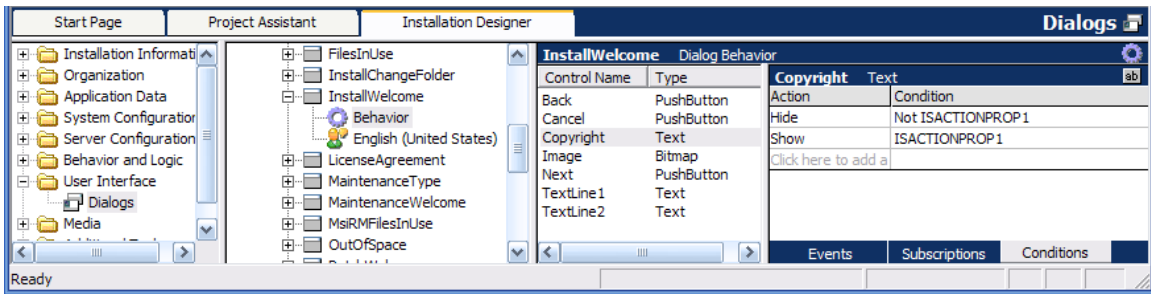 Start Page
Project Assistant
Installation Designer
Dialogs
Installation Informati
Organization
Application Data
System Configuration
Server Configuration
Behavior and Logic
User Interface
Dialogs
Media
FilesInUse
InstallChangeFolder
InstallWelcome
Behavior
English (United States)
LicenseAgreement
MaintenanceType
MaintenanceWelcome
MsiRMFilesInUse
OutOfSpace
InstallWelcome Dialog Behavior
Control Name Type
Back PushButton
Cancel PushButton
Copyright Text
Image Bitmap
Next PushButton
TextLine1 Text
TextLine2 Text
Copyright Text
ab
Action Condition
Hide Not ISACTIONPROP1
Show ISACTIONPROP1
Click here to add a
Events Subscriptions Conditions
Ready